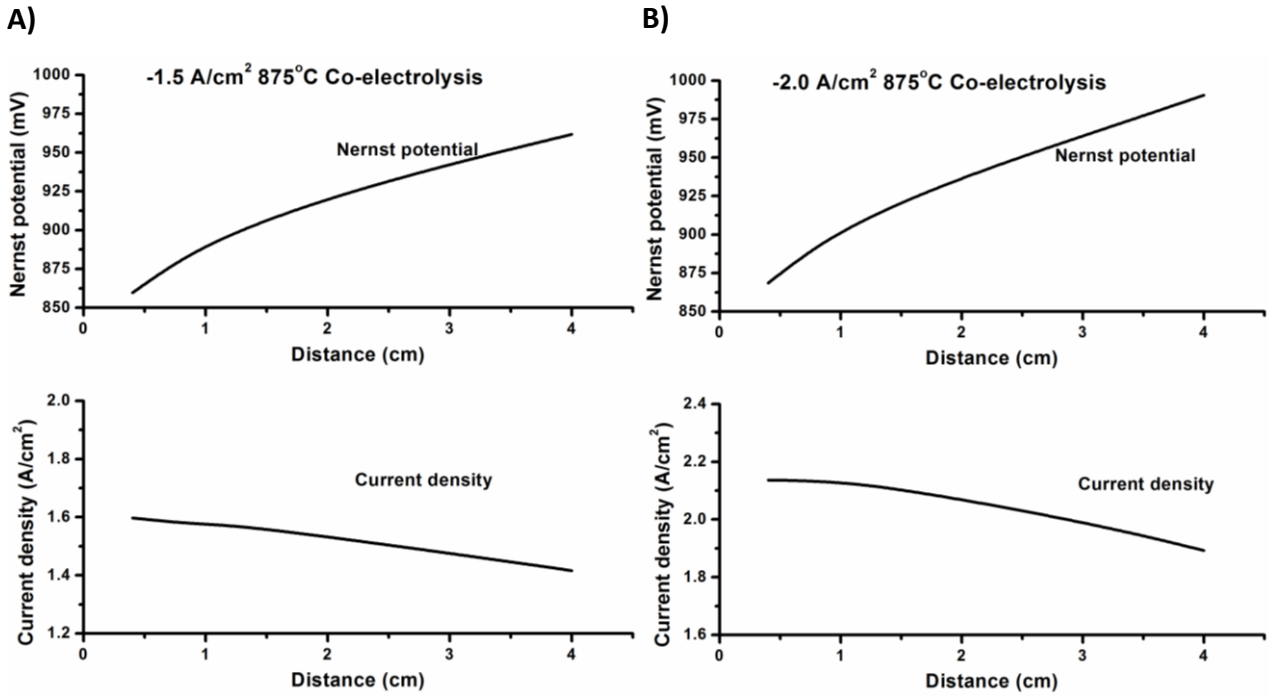 A)
-1.5 A/cm² 875°C Co-electrolysis
Nernst potential (mV)
1000
975
950
925
900
875
850
Nernst potential
0 1 2 3 4
Distance (cm)
Current density (A/cm²)
2.0
1.8
1.6
1.4
1.2
Current density
0 1 2 3 4
Distance (cm)
B)
-2.0 A/cm² 875°C Co-electrolysis
Nernst potential (mV)
1000
975
950
925
900
875
850
Nernst potential
0 1 2 3 4
Distance (cm)
Current density (A/cm²)
2.4
2.2
2.0
1.8
1.6
Current density
0 1 2 3 4
Distance (cm)